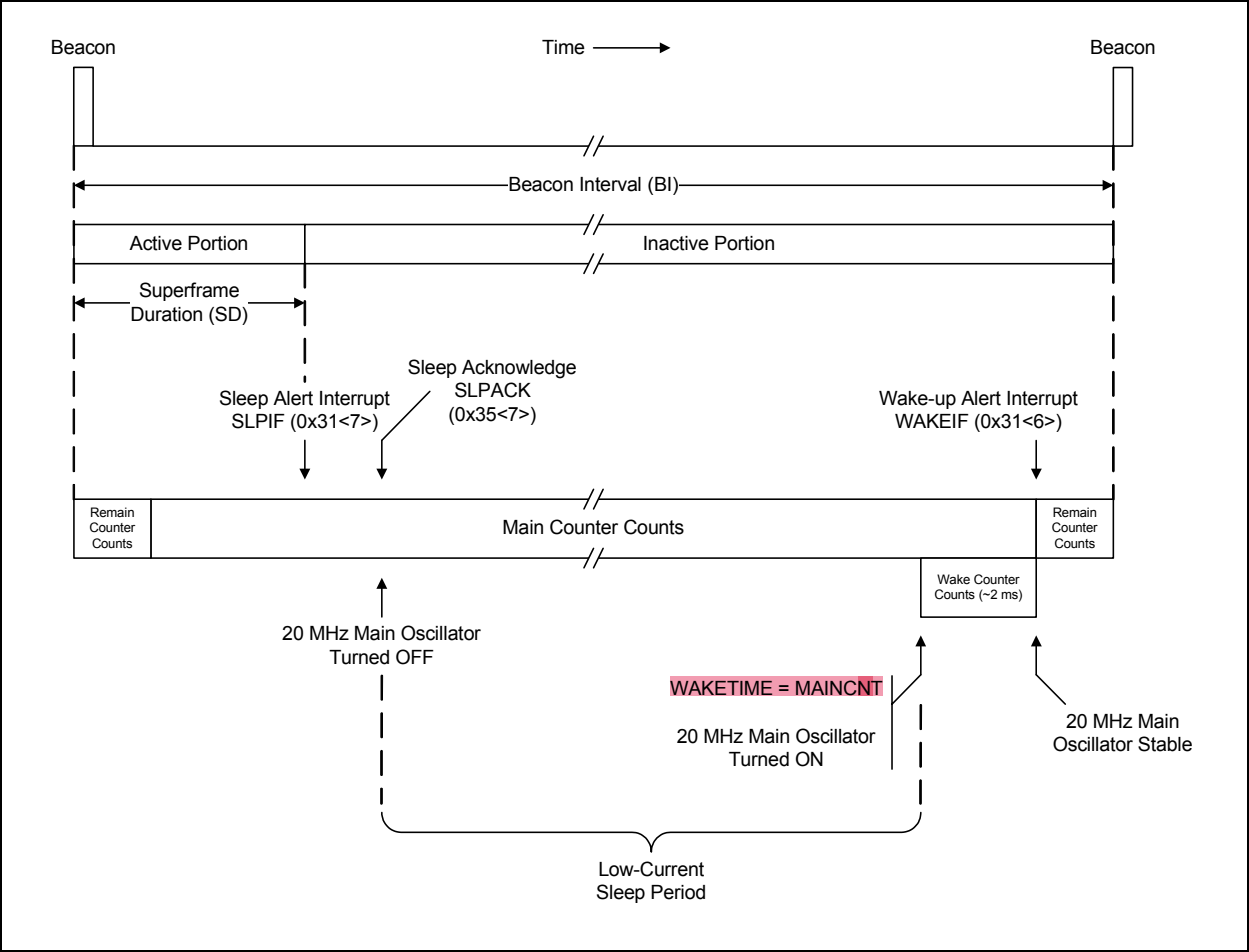 Beacon
Time
Beacon
Beacon Interval (BI)
Active Portion
Inactive Portion
Superframe
Duration (SD)
Sleep Acknowledge
SLPACK
(0x35<7>)
Sleep Alert Interrupt
SLPIF (0x31<7>)
Wake-up Alert Interrupt
WAKEIF (0x31<6>)
Remain
Counter
Counts
Main Counter Counts
Remain
Counter
Counts
Wake Counter
Counts (~2 ms)
20 MHz Main Oscillator
Turned OFF
WAKETIME = MAINCNT
20 MHz Main Oscillator
Turned ON
20 MHz Main
Oscillator Stable
Low-Current
Sleep Period